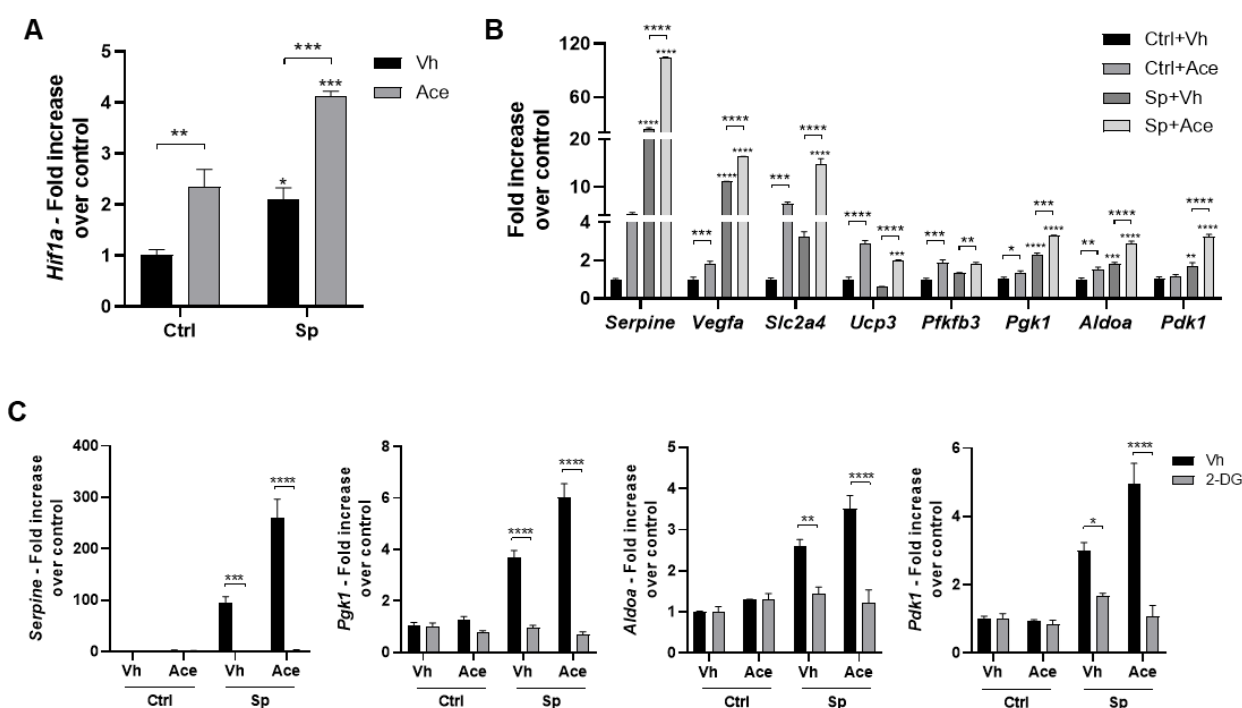 A
Hif1a - Fold increase
over control
5
4
3
2
1
0
**
*
***
***
Ctrl
Sp
Vh
Ace
B
Fold increase
over control
120
60
20
10
4
2
0
****
****
****
***
****
****
****
***
****
****
****
****
***
***
**
*
****
***
****
**
***
****
****
**
****
****
Serpine
Vegfa
Slc2a4
Ucp3
Pfkfb3
Pgk1
Aldoa
Pdk1
Ctrl+Vh
Ctrl+Ace
Sp+Vh
Sp+Ace
C
Serpine - Fold increase
over control
400
300
200
100
0
***
****
Vh
Ace
Vh
Ace
Ctrl
Sp
Pgk1 - Fold increase
over control
8
6
4
2
0
****
****
Vh
Ace
Vh
Ace
Ctrl
Sp
Aldoa - Fold increase
over control
5
4
3
2
1
0
**
****
Vh
Ace
Vh
Ace
Ctrl
Sp
Pdk1 - Fold increase
over control
6
4
2
0
*
****
Vh
Ace
Vh
Ace
Ctrl
Sp
Vh
2-DG